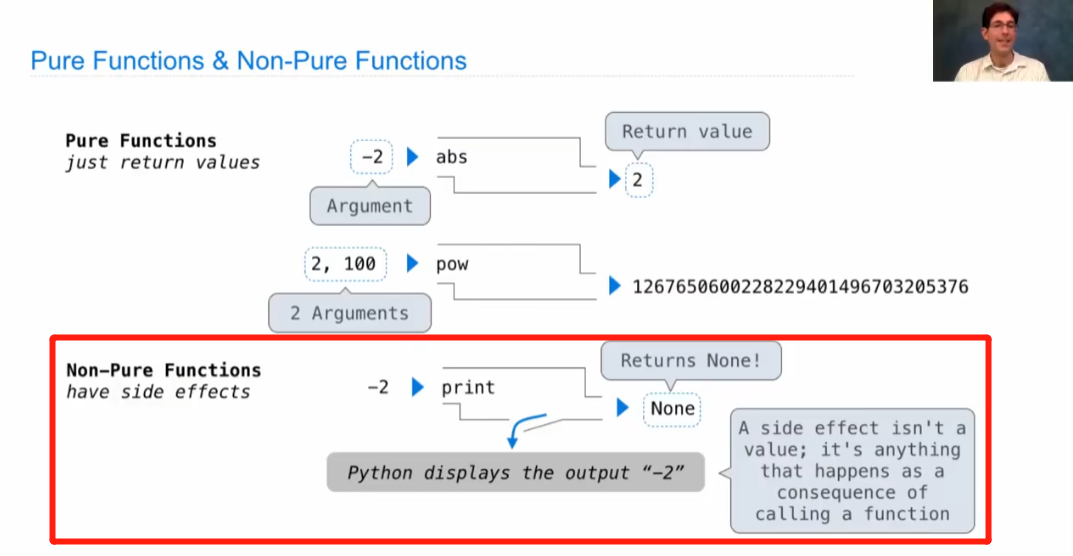 Pure Functions & Non-Pure Functions
Pure Functions
just return values
-2
abs
Return value
2
Argument
2, 100
pow
1267650600228229401496703205376
2 Arguments
Non-Pure Functions
have side effects
-2
print
Returns None!
None
Python displays the output “-2”
A side effect isn't a
value; it's anything
that happens as a
consequence of
calling a function